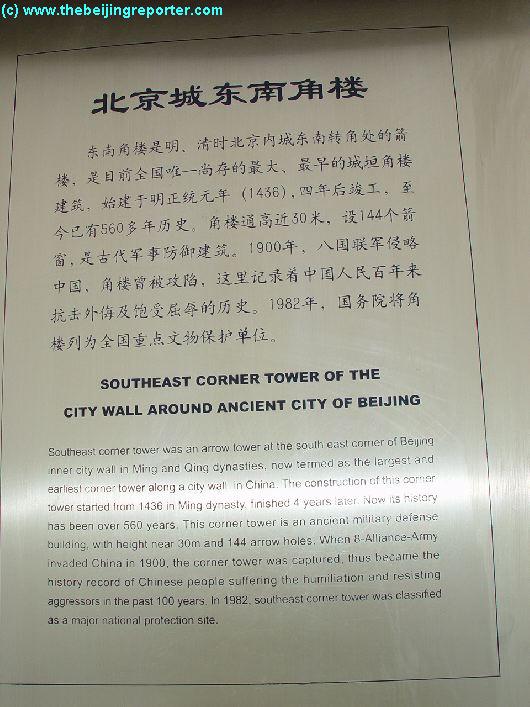 (c) www.thebeijingreporter.com
北京城东南角楼
东南角楼是明、清时北京内城东南转角处的箭
楼，是目前全国唯一尚存的最大、最早的城垣角楼
建筑。始建于明正统元年（1436），四年后竣工，至
今已有560多年历史。角楼通高近30米，设144个箭
窗，是古代军事防御建筑。1900年，八国联军侵略
中国，角楼曾被攻陷，这里记录着中国人民百年来
抗击外侮及饱受屈辱的历史。1982年，国务院将角
楼列为全国重点文物保护单位。
SOUTHEAST CORNER TOWER OF THE
CITY WALL AROUND ANCIENT CITY OF BEIJING
Southeast corner tower was an arrow tower at the south east corner of Beijing
inner city wall in Ming and Qing dynasties, now termed as the largest and
earliest corner tower along a city wall in China. The construction of this corner
tower started from 1436 in Ming dynasty, finished 4 years later. Now its history
has been over 560 years. This corner tower is an ancient military defense
building, with height near 30m and 144 arrow holes. When 8-Alliance-Army
invaded China in 1900, the corner tower was captured, thus became the
history record of Chinese people suffering the humiliation and resisting
aggressors in the past 100 years. In 1982, southeast corner tower was classified
as a major national protection site.